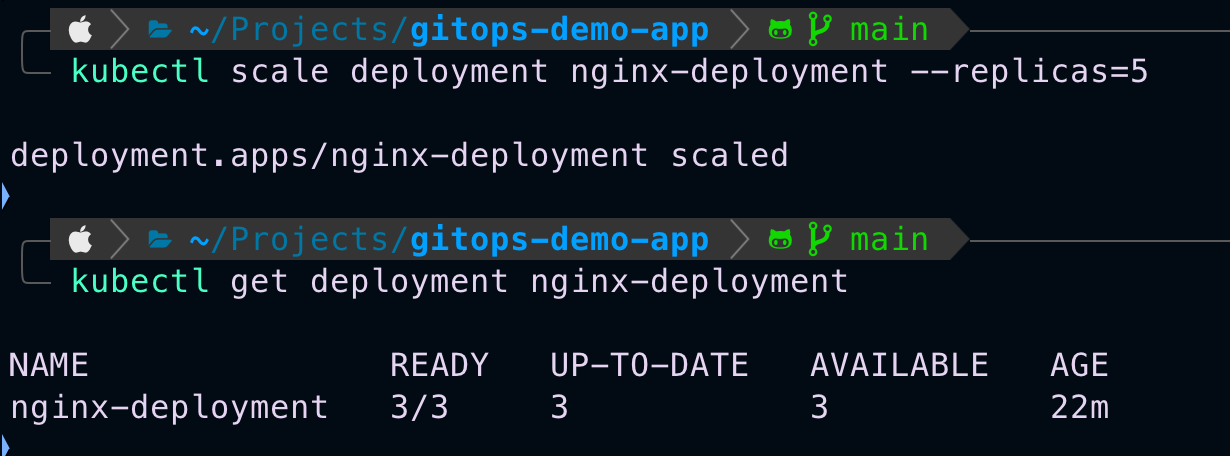 ~/Projects/gitops-demo-app main
kubectl scale deployment nginx-deployment --replicas=5
deployment.apps/nginx-deployment scaled
~/Projects/gitops-demo-app main
kubectl get deployment nginx-deployment
NAME READY UP-TO-DATE AVAILABLE AGE
nginx-deployment 3/3 3 3 22m